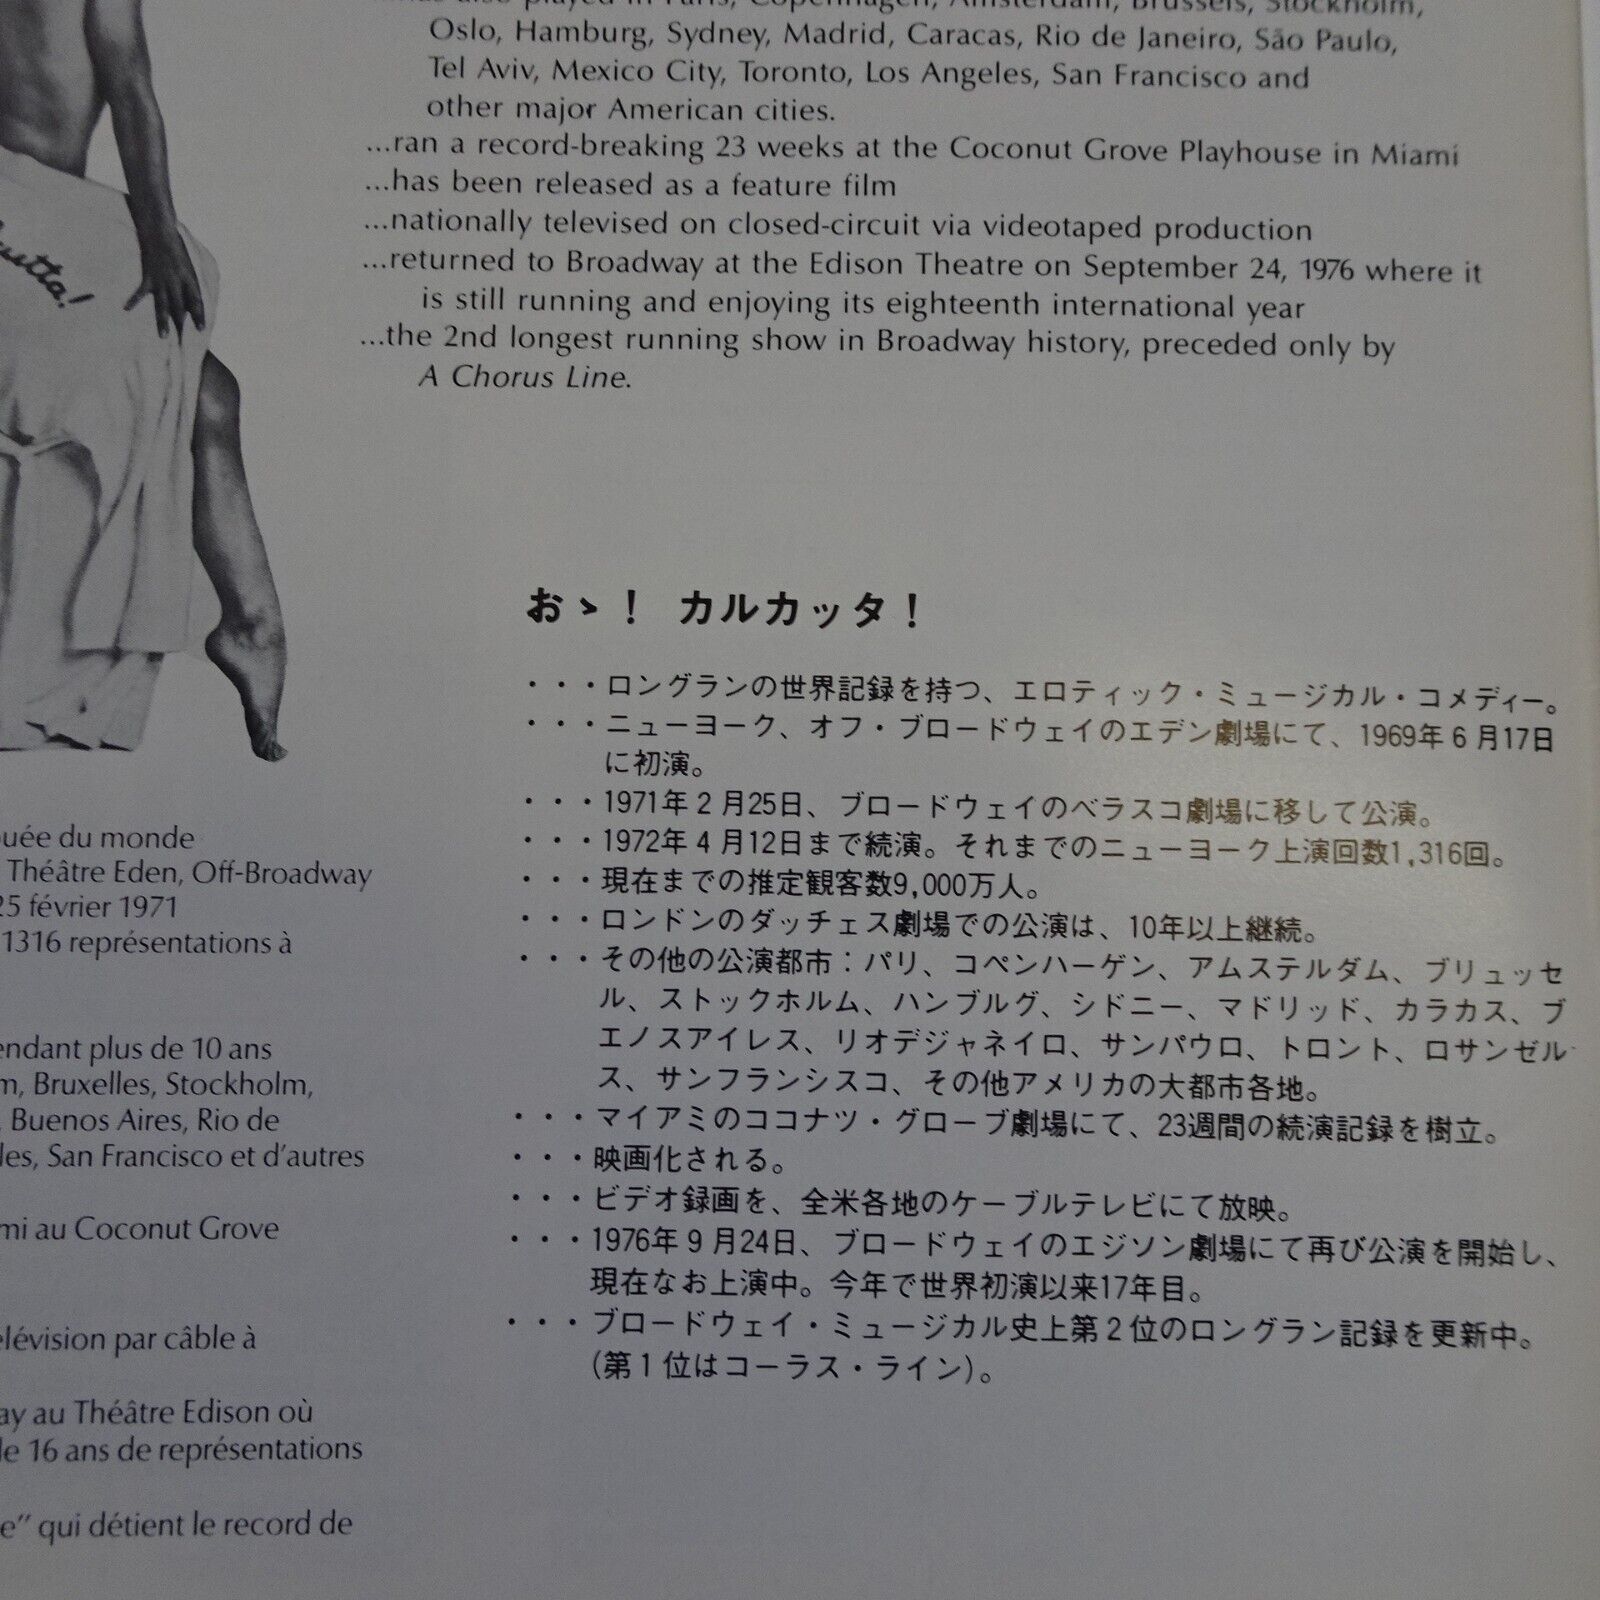 ...has also played in Paris, Copenhagen, Amsterdam, Brussels, Stockholm,
Oslo, Hamburg, Sydney, Madrid, Caracas, Rio de Janeiro, São Paulo,
Tel Aviv, Mexico City, Toronto, Los Angeles, San Francisco and
other major American cities.
...ran a record-breaking 23 weeks at the Coconut Grove Playhouse in Miami
...has been released as a feature film
...nationally televised on closed-circuit via videotaped production
...returned to Broadway at the Edison Theatre on September 24, 1976 where it
is still running and enjoying its eighteenth international year
...the 2nd longest running show in Broadway history, preceded only by
A Chorus Line.
utta!
おゝ！ カルカッタ！
・・・ロングランの世界記録を持つ、エロティック・ミュージカル・コメディー。
・・・ニューヨーク、オフ・ブロードウェイのエデン劇場にて、1969年6月17日
に初演。
・・・1971年2月25日、ブロードウェイのベラスコ劇場に移して公演。
・・・1972年4月12日まで続演。それまでのニューヨーク上演回数1,316回。
・・・現在までの推定観客数9,000万人。
・・・ロンドンのダッチェス劇場での公演は、10年以上継続。
・・・その他の公演都市：パリ、コペンハーゲン、アムステルダム、ブリュッセ
ル、ストックホルム、ハンブルグ、シドニー、マドリッド、カラカス、ブ
エノスアイレス、リオデジャネイロ、サンパウロ、トロント、ロサンゼル
ス、サンフランシスコ、その他アメリカの大都市各地。
・・・マイアミのココナツ・グローブ劇場にて、23週間の続演記録を樹立。
・・・映画化される。
・・・ビデオ録画を、全米各地のケーブルテレビにて放映。
・・・1976年9月24日、ブロードウェイのエジソン劇場にて再び公演を開始し、
現在なお上演中。今年で世界初演以来17年目。
・・・ブロードウェイ・ミュージカル史上第2位のロングラン記録を更新中。
(第1位はコーラス・ライン)。
ouée du monde
Théâtre Eden, Off-Broadway
25 février 1971
1316 représentations à
endant plus de 10 ans
m, Bruxelles, Stockholm,
, Buenos Aires, Rio de
les, San Francisco et d'autres
mi au Coconut Grove
élévision par câble à
ay au Théâtre Edison où
de 16 ans de représentations
e" qui détient le record de